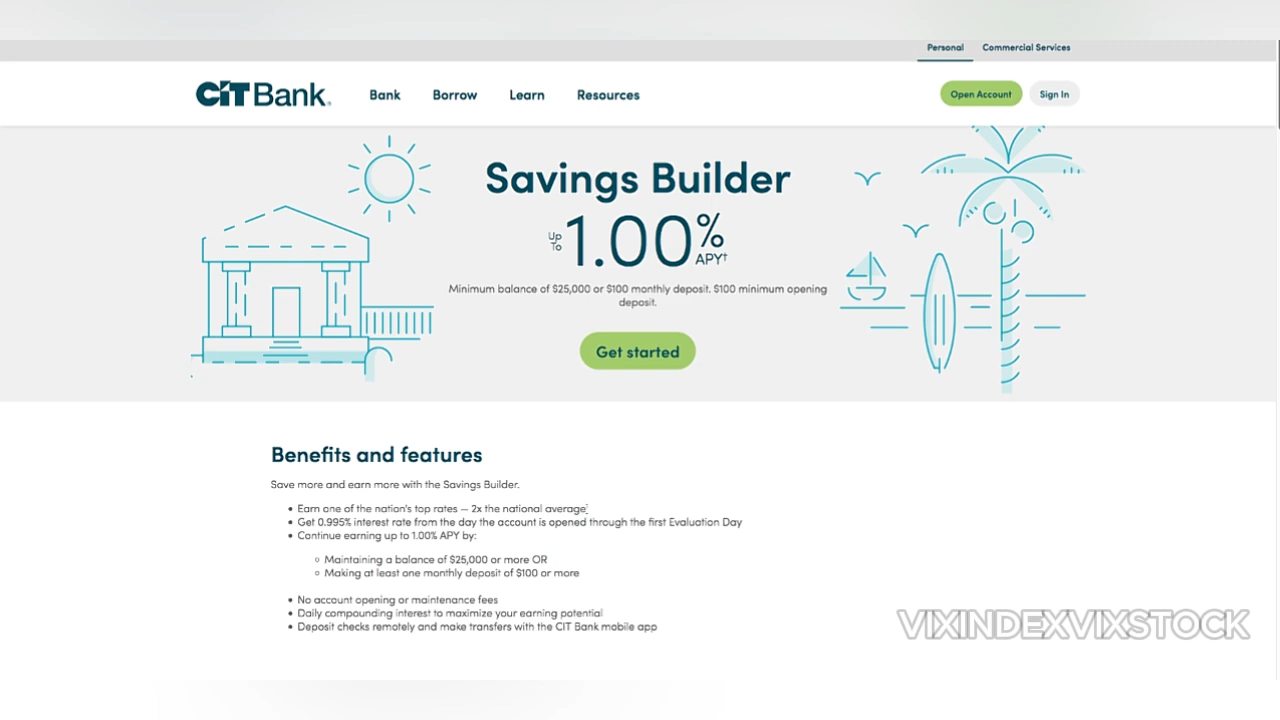 Personal Commercial Services
CIT Bank Bank Borrow Learn Resources Open Account Sign In
Savings Builder
Up To 1.00% APY†
Minimum balance of $25,000 or $100 monthly deposit. $100 minimum opening
deposit.
Get started
Benefits and features
Save more and earn more with the Savings Builder.
• Earn one of the nation's top rates — 2x the national average
• Get 0.995% interest rate from the day the account is opened through the first Evaluation Day
• Continue earning up to 1.00% APY by:
○ Maintaining a balance of $25,000 or more OR
○ Making at least one monthly deposit of $100 or more
• No account opening or maintenance fees
• Daily compounding interest to maximize your earning potential
• Deposit checks remotely and make transfers with the CIT Bank mobile app
VIXINDEXVIXSTOCK